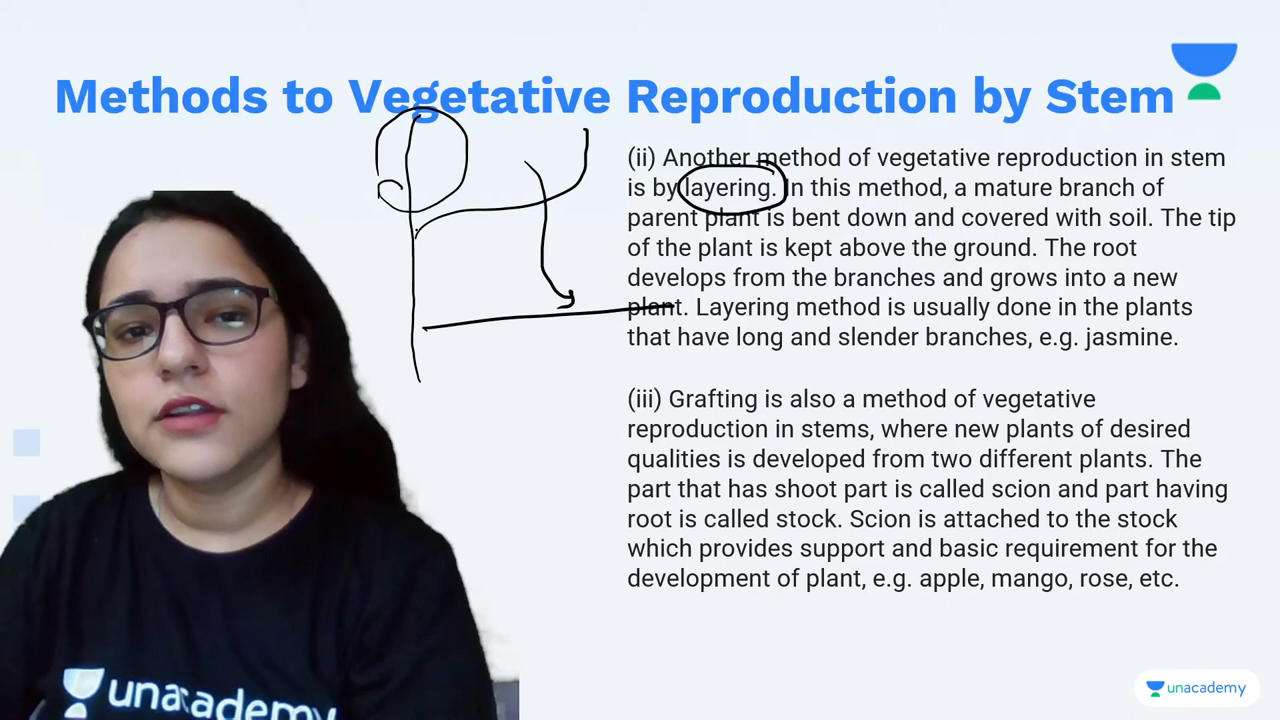 Methods to Vegetative Reproduction by Stem
(ii) Another method of vegetative reproduction in stem
is by layering. In this method, a mature branch of
parent plant is bent down and covered with soil. The tip
of the plant is kept above the ground. The root
develops from the branches and grows into a new
plant. Layering method is usually done in the plants
that have long and slender branches, e.g. jasmine.
(iii) Grafting is also a method of vegetative
reproduction in stems, where new plants of desired
qualities is developed from two different plants. The
part that has shoot part is called scion and part having
root is called stock. Scion is attached to the stock
which provides support and basic requirement for the
development of plant, e.g. apple, mango, rose, etc.
unacademy
unacademy